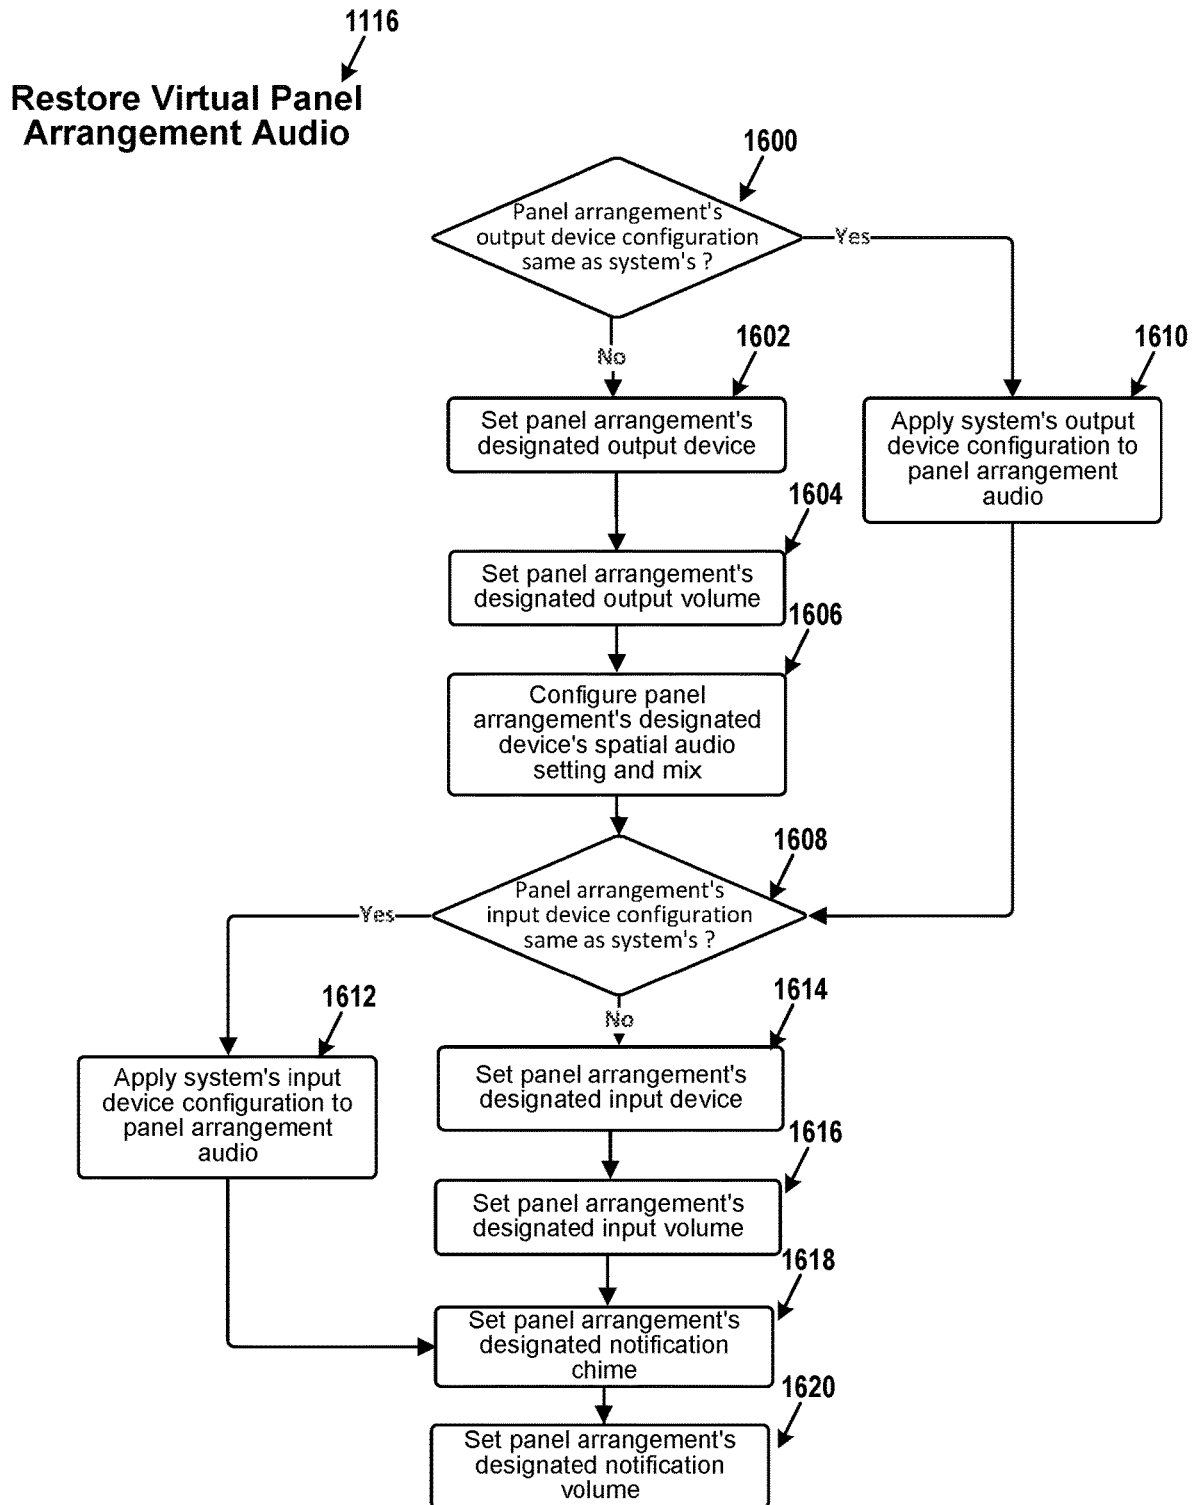 1116
Restore Virtual Panel
Arrangement Audio
1600
Panel arrangement's
output device configuration
same as system's ?
Yes
No
1602
Set panel arrangement's
designated output device
1610
Apply system's output
device configuration to
panel arrangement
audio
1604
Set panel arrangement's
designated output volume
1606
Configure panel
arrangement's designated
device's spatial audio
setting and mix
1608
Panel arrangement's
input device configuration
same as system's ?
Yes
No
1612
Apply system's input
device configuration to
panel arrangement
audio
1614
Set panel arrangement's
designated input device
1616
Set panel arrangement's
designated input volume
1618
Set panel arrangement's
designated notification
chime
1620
Set panel arrangement's
designated notification
volume